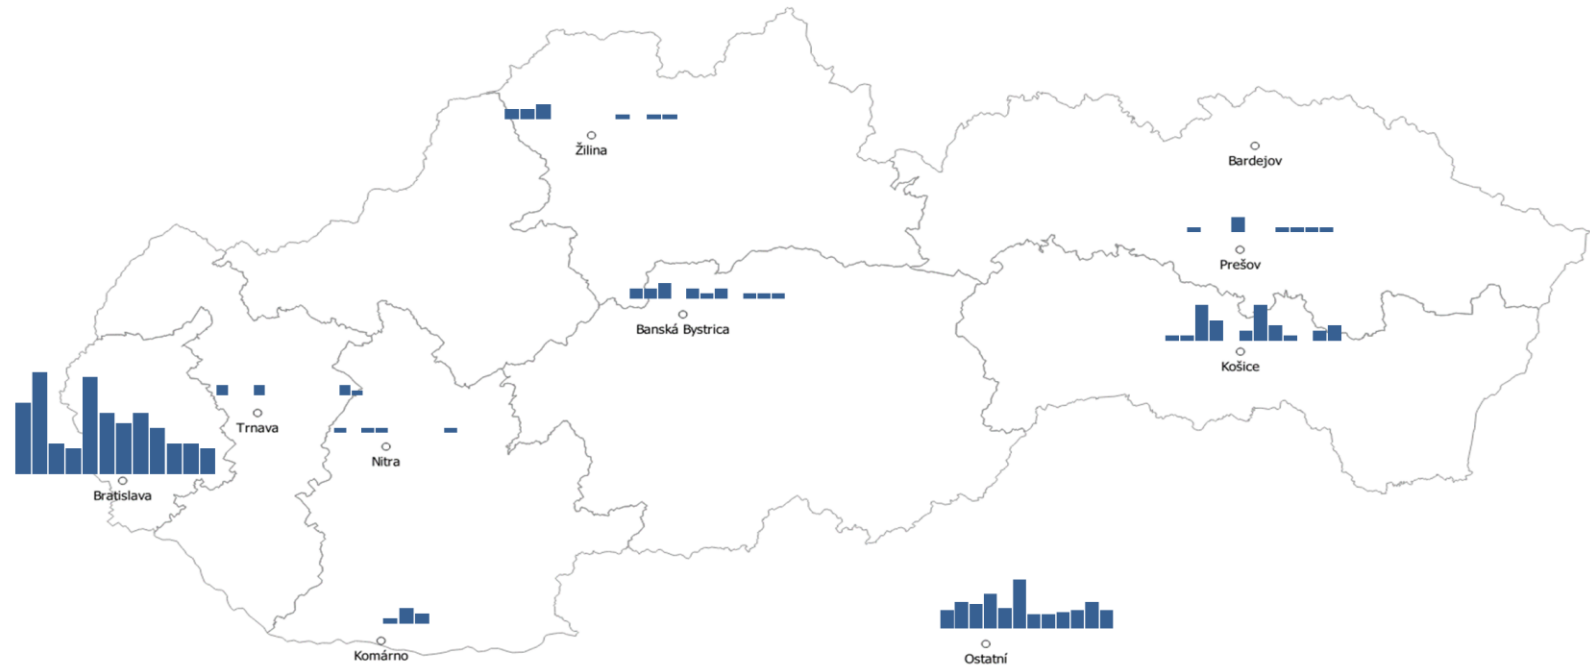 Žilina
Bardejov
Prešov
Banská Bystrica
Košice
Trnava
Nitra
Bratislava
Komárno
Ostatní